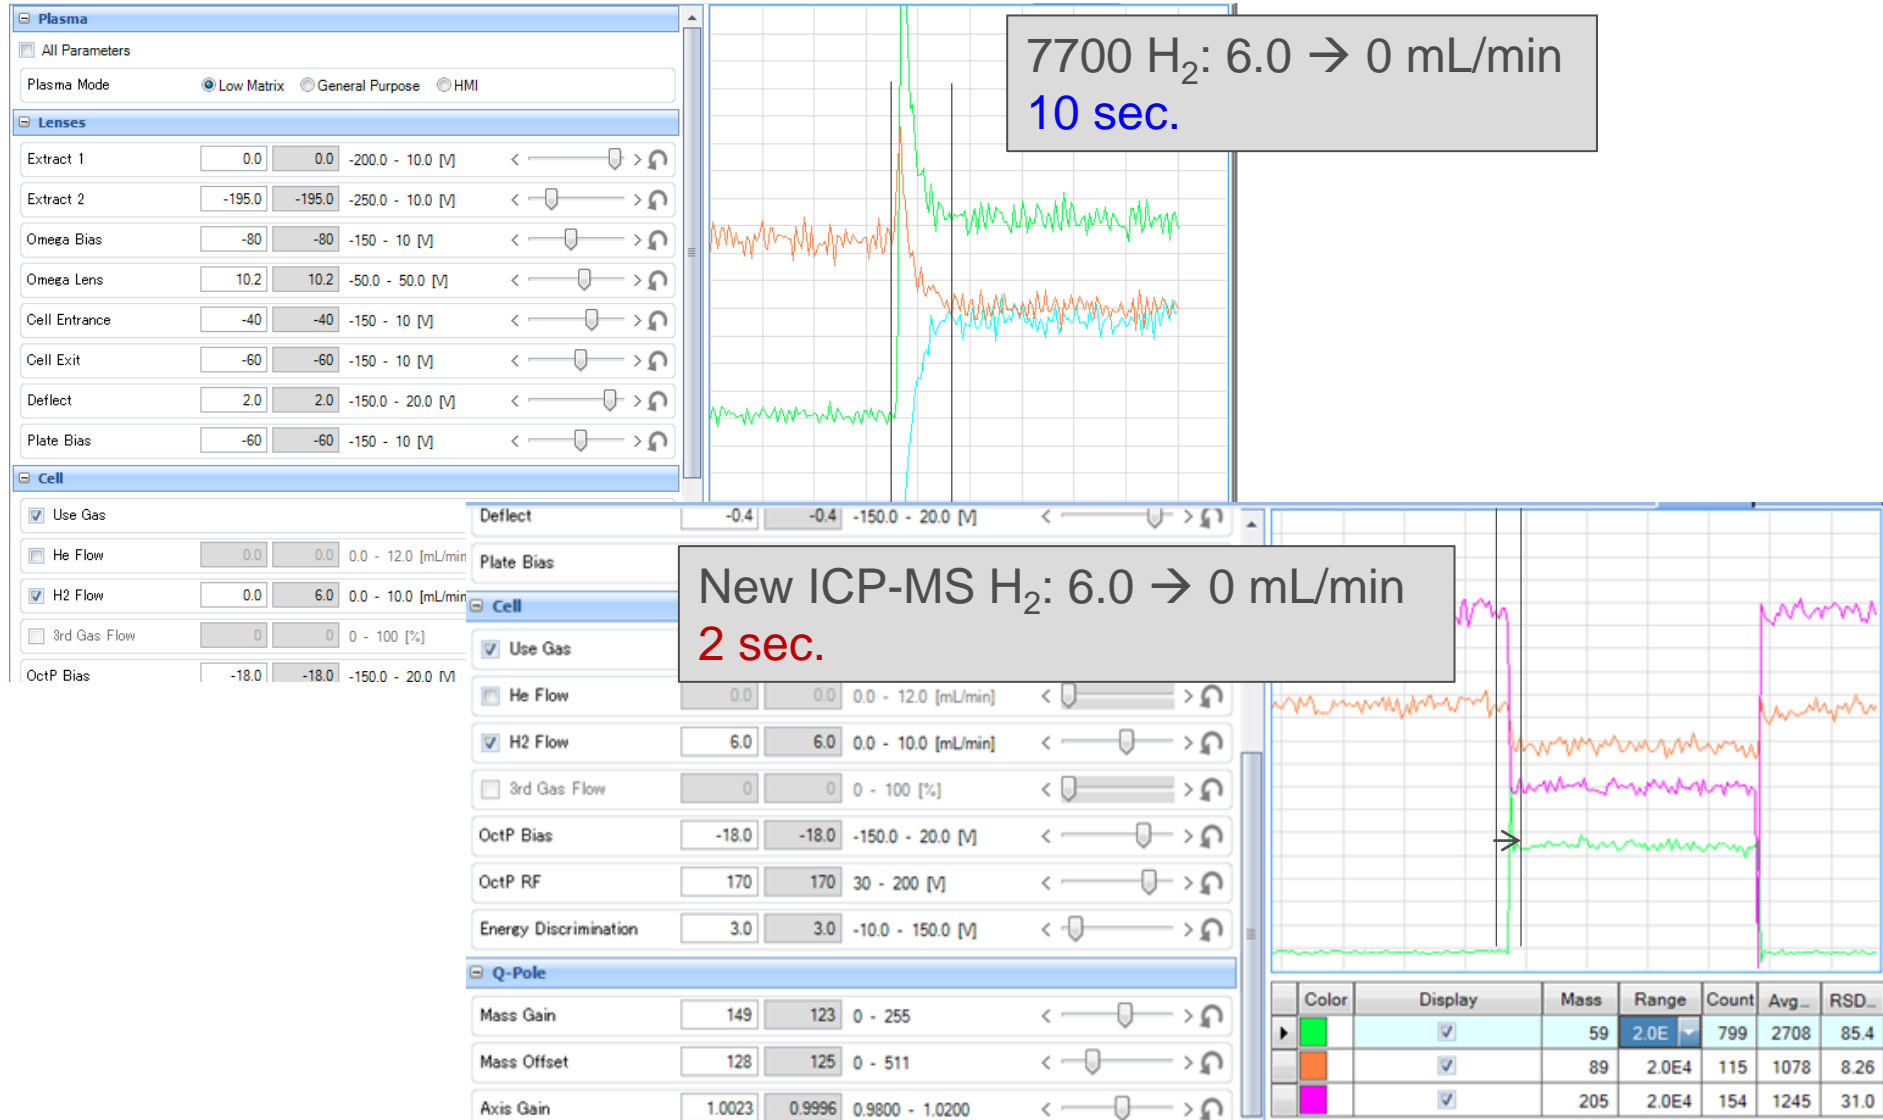 Plasma
All Parameters
Plasma Mode Low Matrix General Purpose HMI
Lenses
Extract 1 0.0 0.0 -200.0 - 10.0 [V]
Extract 2 -195.0 -195.0 -250.0 - 10.0 [V]
Omega Bias -80 -80 -150 - 10 [V]
Omega Lens 10.2 10.2 -50.0 - 50.0 [V]
Cell Entrance -40 -40 -150 - 10 [V]
Cell Exit -60 -60 -150 - 10 [V]
Deflect 2.0 2.0 -150.0 - 20.0 [V]
Plate Bias -60 -60 -150 - 10 [V]
Cell
Use Gas
He Flow 0.0 0.0 0.0 - 12.0 [mL/min
H2 Flow 0.0 6.0 0.0 - 10.0 [mL/min
3rd Gas Flow 0 0 0 - 100 [%]
OctP Bias -18.0 -18.0 -150.0 - 20.0 [V]
7700 H₂: 6.0 → 0 mL/min
10 sec.
Deflect -0.4 -0.4 -150.0 - 20.0 [V]
Plate Bias
Cell
Use Gas
He Flow 0.0 0.0 0.0 - 12.0 [mL/min]
H2 Flow 6.0 6.0 0.0 - 10.0 [mL/min]
3rd Gas Flow 0 0 0 - 100 [%]
OctP Bias -18.0 -18.0 -150.0 - 20.0 [V]
OctP RF 170 170 30 - 200 [V]
Energy Discrimination 3.0 3.0 -10.0 - 150.0 [V]
Q-Pole
Mass Gain 149 123 0 - 255
Mass Offset 128 125 0 - 511
Axis Gain 1.0023 0.9996 0.9800 - 1.0200
New ICP-MS H₂: 6.0 → 0 mL/min
2 sec.
Color Display Mass Range Count Avg... RSD...
59 2.0E 799 2708 85.4
89 2.0E4 115 1078 8.26
205 2.0E4 154 1245 31.0